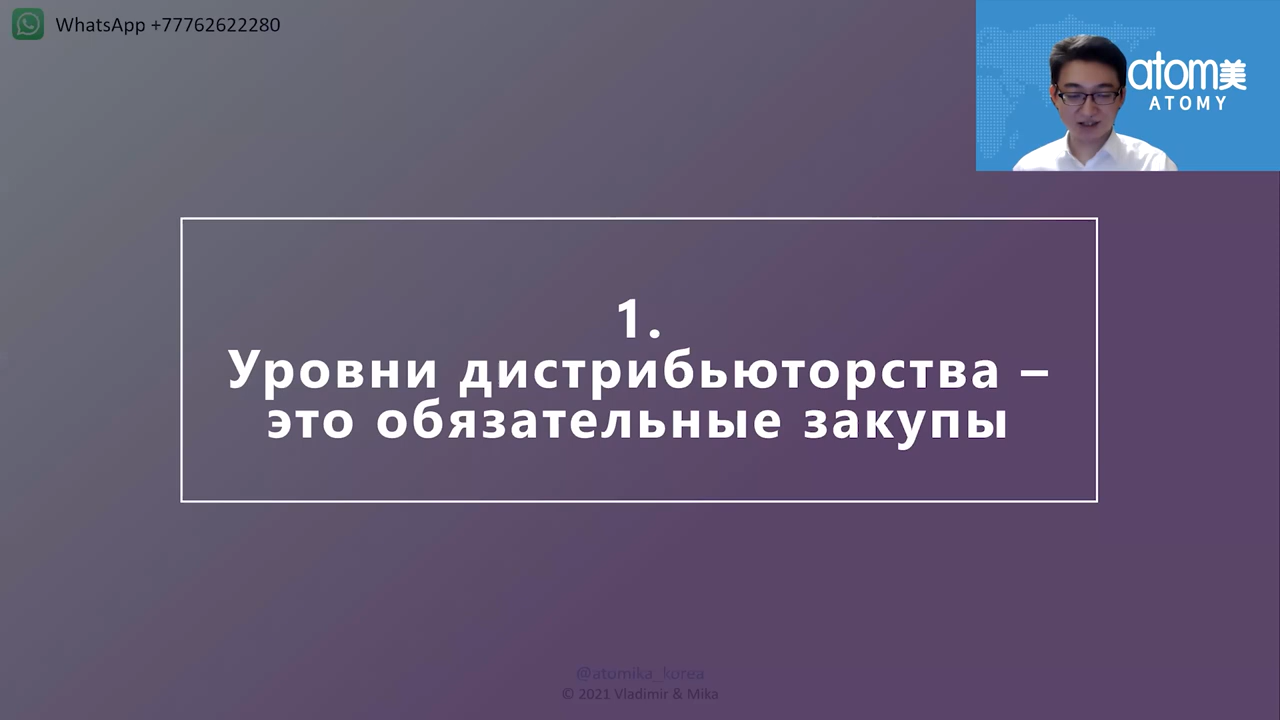 WhatsApp +77762622280
atom美
ATOMY
1.
Уровни дистрибьюторства –
это обязательные закупы
@atomika_korea
© 2021 Vladimir & Mika